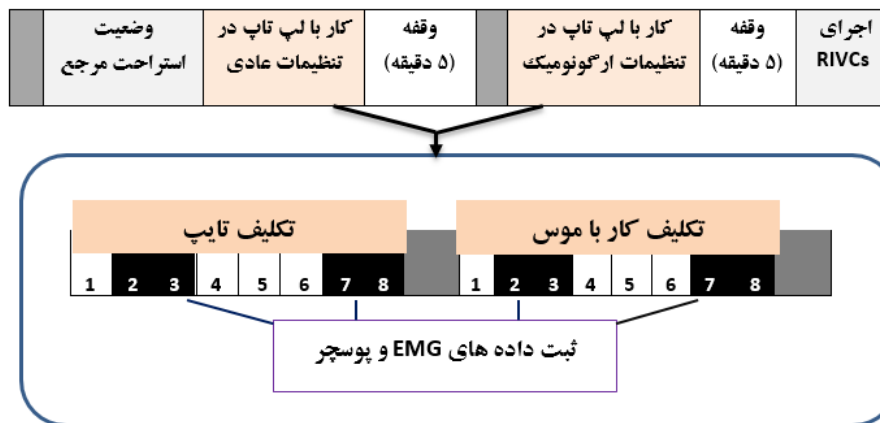 وضعیت
استراحت مرجع
کار با لپ تاپ در
تنظیمات عادی
وقفه
(۵ دقیقه)
کار با لپ تاپ در
تنظیمات ارگونومیک
وقفه
(۵ دقیقه)
اجرای
RIVCs
تکلیف تایپ
1 2 3 4 5 6 7 8
تکلیف کار با موس
1 2 3 4 5 6 7 8
ثبت داده های EMG و پوسچر